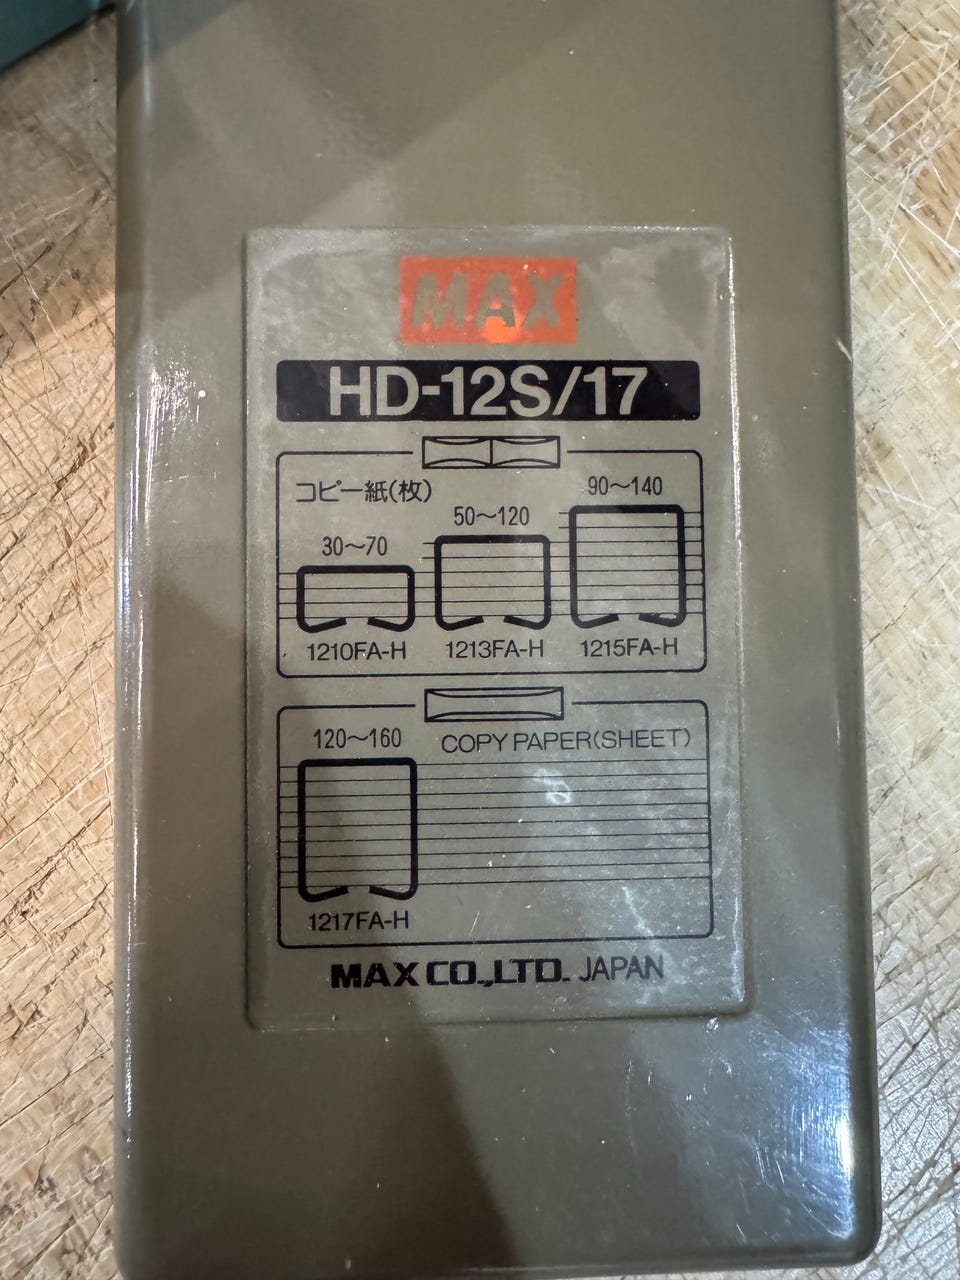 MAX
HD-12S/17
コピー紙(枚)
30～70
50～120
90～140
1210FA-H
1213FA-H
1215FA-H
120～160
COPY PAPER(SHEET)
1217FA-H
MAX CO.,LTD. JAPAN